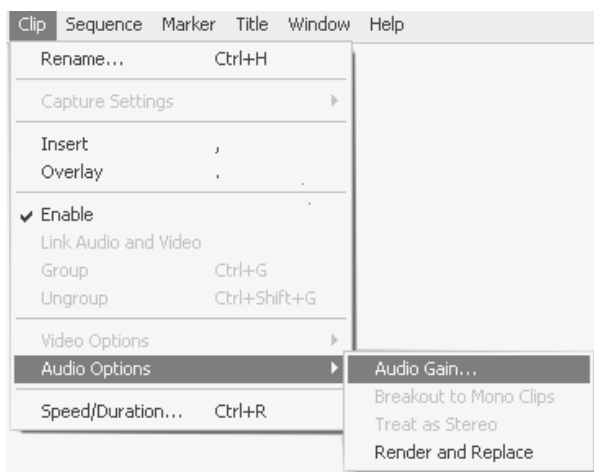 Clip Sequence Marker Title Window Help
Rename... Ctrl+H
Capture Settings
Insert ,
Overlay .
Enable
Link Audio and Video
Group Ctrl+G
Ungroup Ctrl+Shift+G
Video Options
Audio Options
Speed/Duration... Ctrl+R
Audio Gain...
Breakout to Mono Clips
Treat as Stereo
Render and Replace